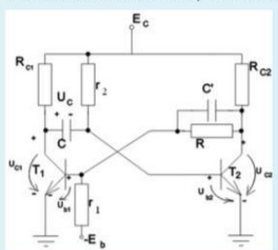 E_C
R_C1
r_2
R_C2
U_C
C'
+ -
C
R
+
+
U_C1
T_1
T_2
U_C2
U_b1
U_b2
r_1
-E_b